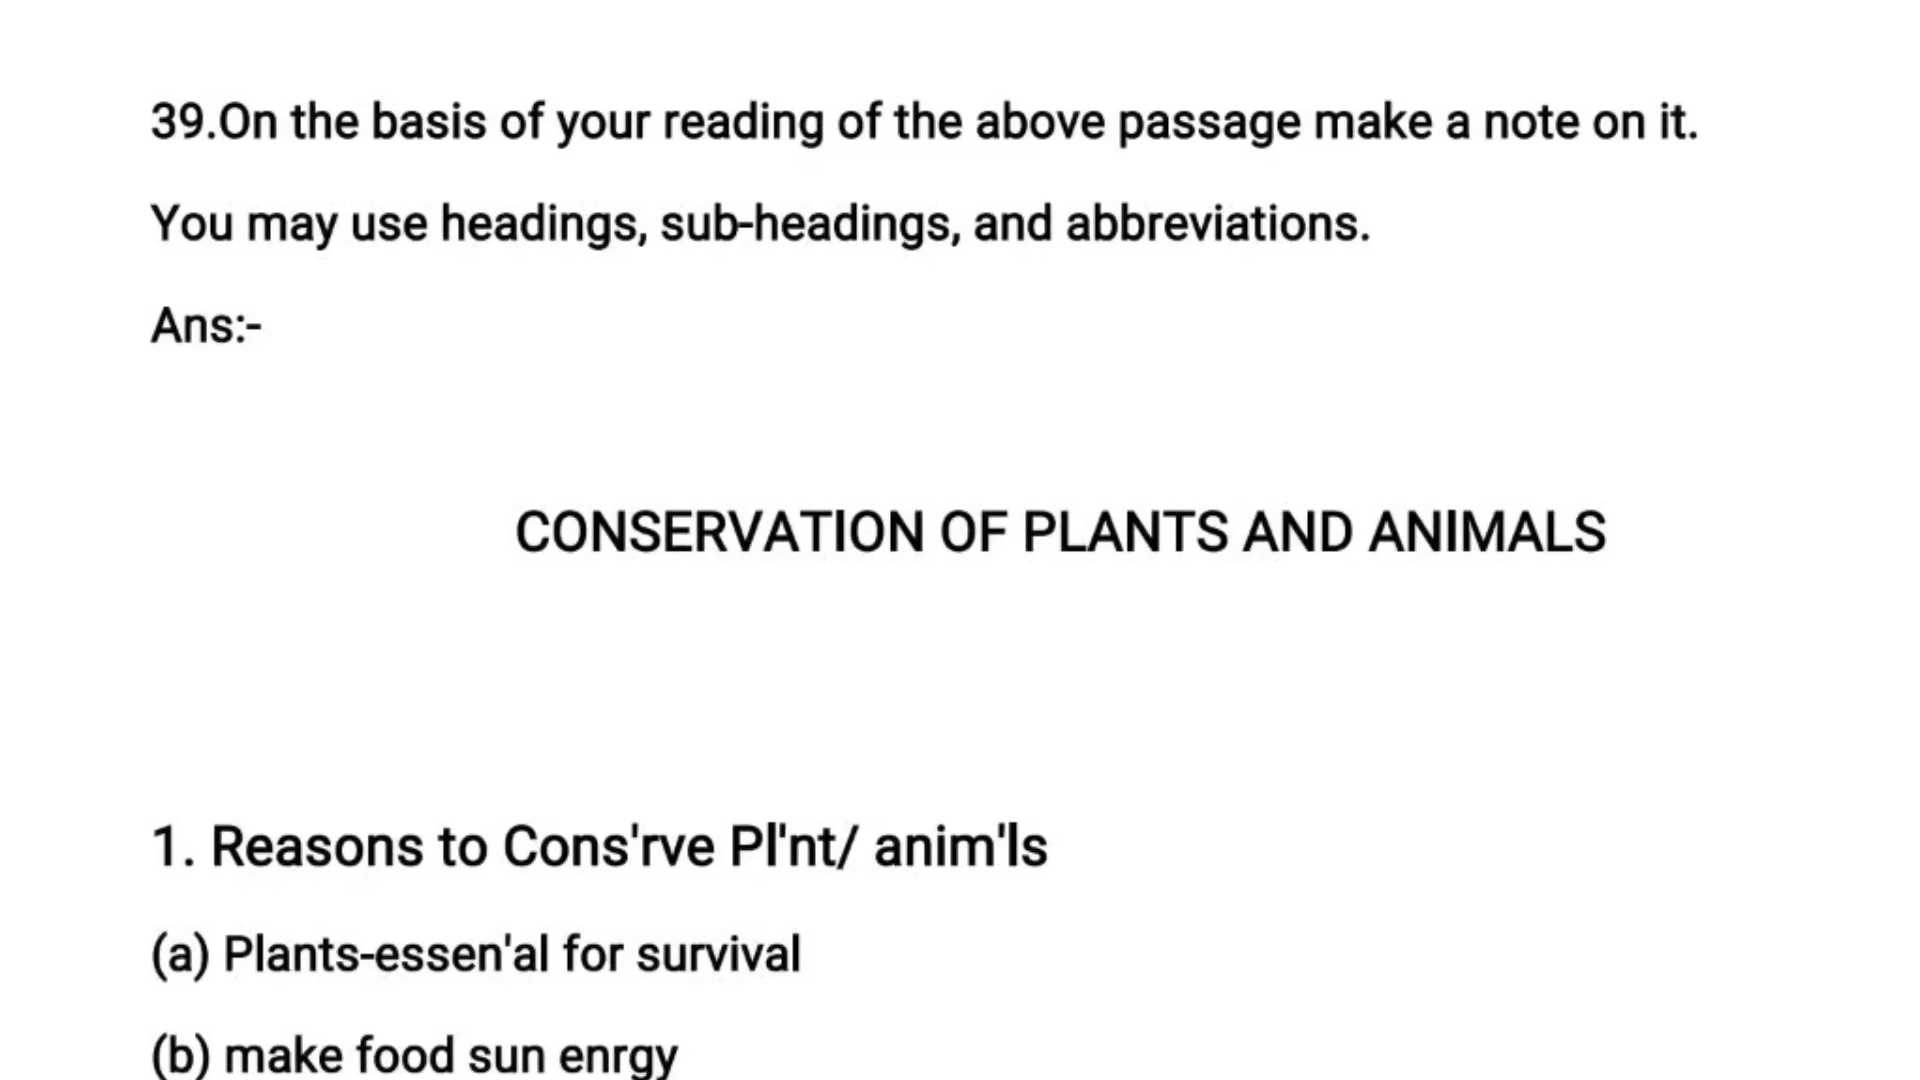 39.On the basis of your reading of the above passage make a note on it.
You may use headings, sub-headings, and abbreviations.
Ans:-
CONSERVATION OF PLANTS AND ANIMALS
1. Reasons to Cons'rve Pl'nt/ anim'ls
(a) Plants-essen'al for survival
(b) make food sun enrgy